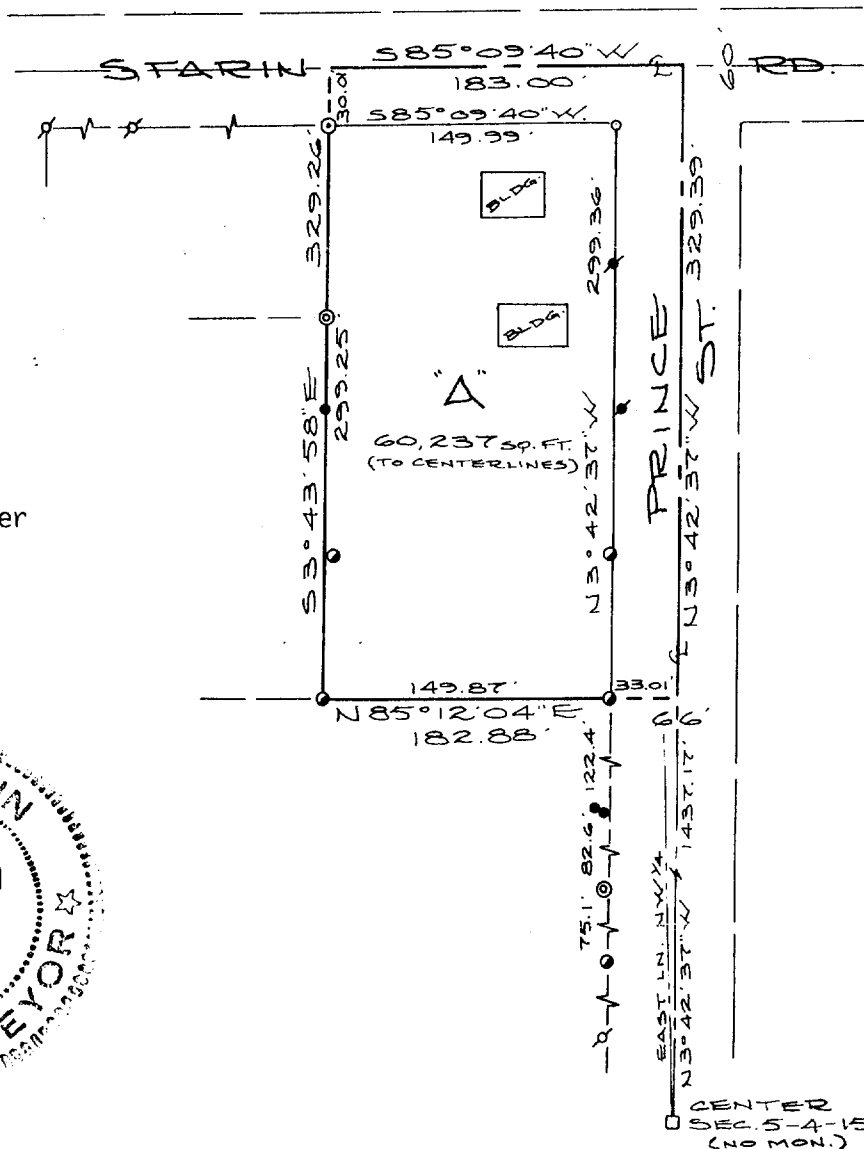 S85°09'40"W
STARIN ℄ 60' RD.
183.00'
30.01
S85°09'40"W.
149.99'
329.26'
299.36'
329.39'
BLDG.
BLDG.
PRINCE ST.
299.25'
"A"
60,237 SQ. FT.
(TO CENTERLINES)
S3°43'58"E
N3°42'37"W
℄ N3°42'37"W
er
149.87'
33.01'
N85°12'04"E
66'
182.88'
122.4'
82.6'
75.1'
1437.17'
EAST LN. NW ¼
N3°42'37"W
EYOR ☆
CENTER
SEC. 5-4-15
(NO MON.)